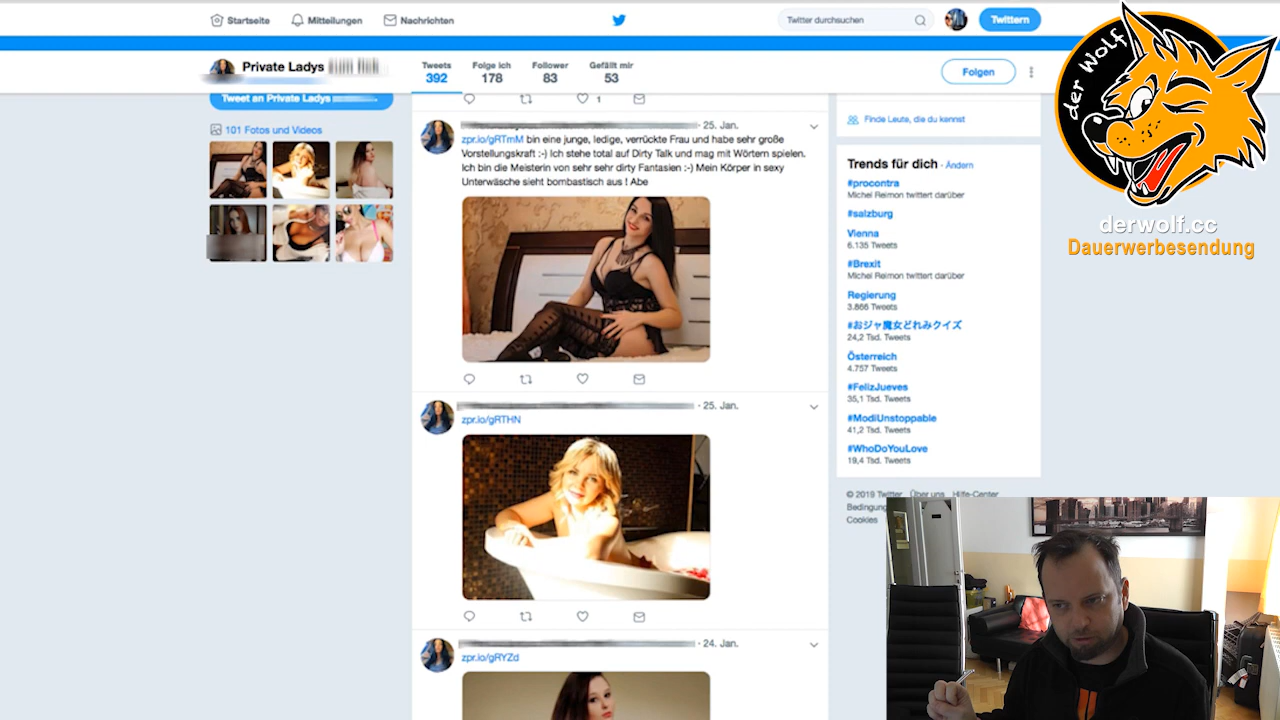 Startseite
Mitteilungen
Nachrichten
Twitter durchsuchen
Twittern
Private Ladys
Tweets
392
Folge ich
178
Follower
83
Gefällt mir
53
Folgen
Tweet an Private Ladys
101 Fotos und Videos
1
25. Jan.
zpr.io/gRTmM bin eine junge, ledige, verrückte Frau und habe sehr große
Vorstellungskraft :-) Ich stehe total auf Dirty Talk und mag mit Wörtern spielen.
Ich bin die Meisterin von sehr sehr dirty Fantasien :-) Mein Körper in sexy
Unterwäsche sieht bombastisch aus ! Abe
25. Jan.
zpr.io/gRTHN
24. Jan.
zpr.io/gRYZd
Finde Leute, die du kennst
Trends für dich · Ändern
#procontra
Michel Reimon twittert darüber
#salzburg
Vienna
6.135 Tweets
#Brexit
Michel Reimon twittert darüber
Regierung
3.866 Tweets
#おジャ魔女どれみクイズ
24,2 Tsd. Tweets
Österreich
4.757 Tweets
#FelizJueves
35,1 Tsd. Tweets
#ModiUnstoppable
41,2 Tsd. Tweets
#WhoDoYouLove
19,4 Tsd. Tweets
© 2019 Twitter Über uns Hilfe-Center
Cookies
der Wolf
derwolf.cc
Dauerwerbesendung